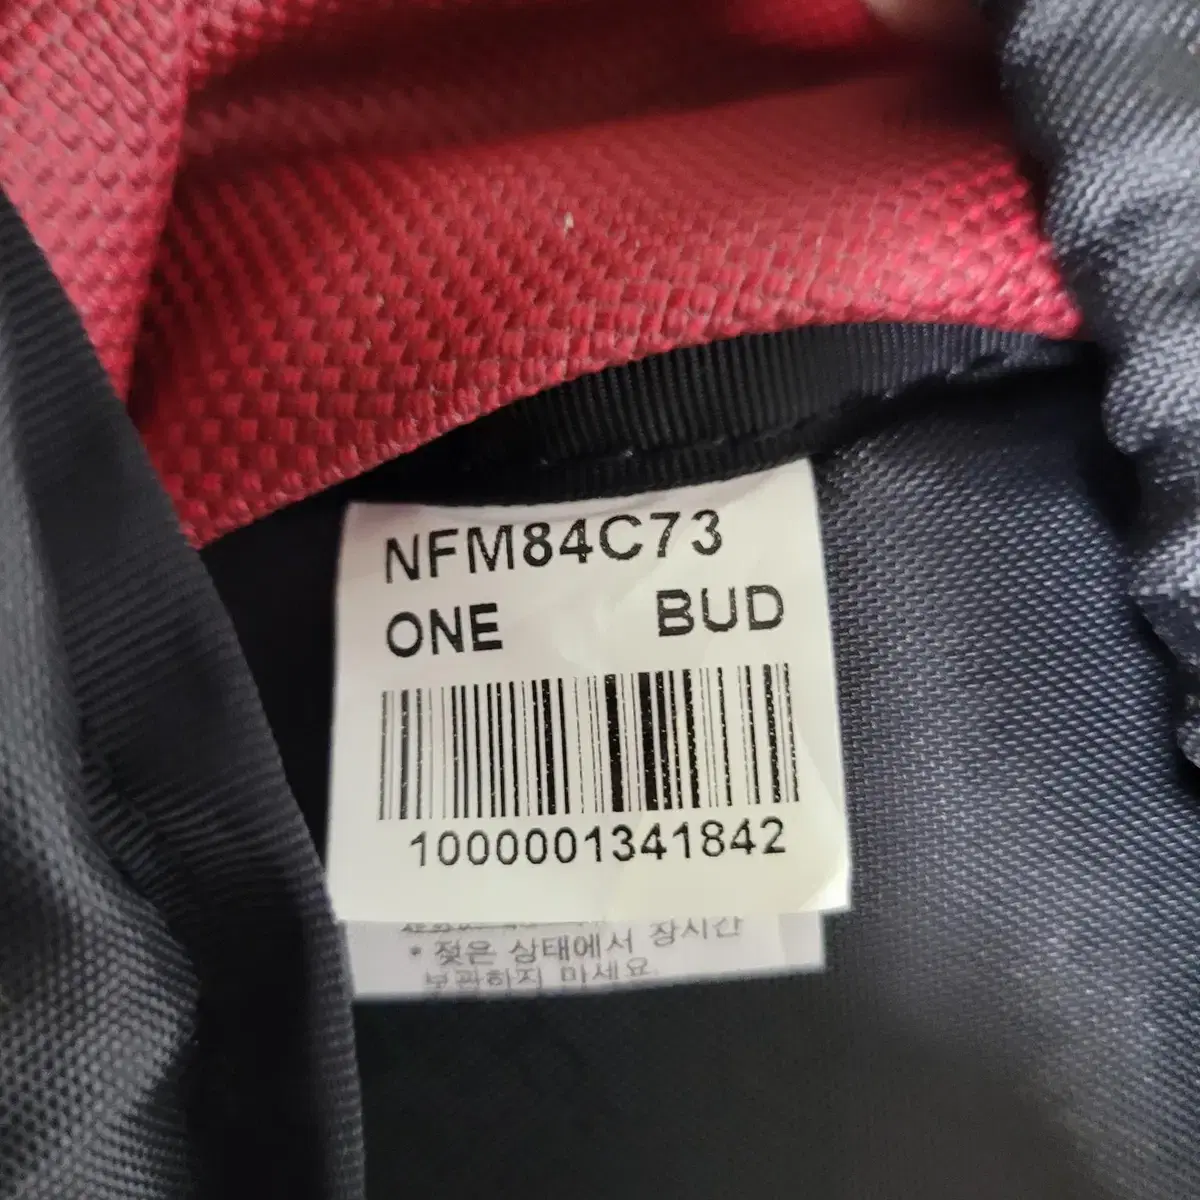 NFM84C73
ONE BUD
1000001341842
* 젖은 상태에서 장시간
보관하지 마세요.